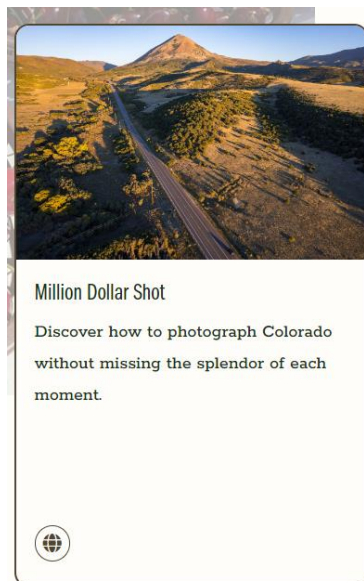 Million Dollar Shot
Discover how to photograph Colorado
without missing the splendor of each
moment.